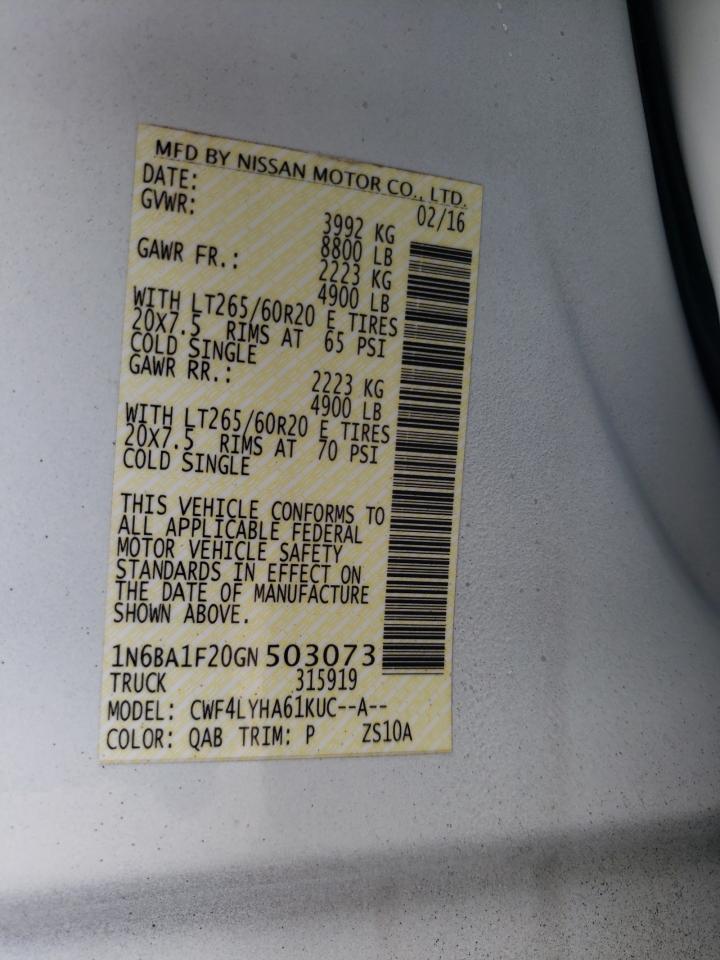 MFD BY NISSAN MOTOR CO., LTD.
DATE: 02/16
GVWR: 3992 KG
8800 LB
GAWR FR.: 2223 KG
4900 LB
WITH LT265/60R20 E TIRES
20X7.5 RIMS AT 65 PSI
COLD SINGLE
GAWR RR.: 2223 KG
4900 LB
WITH LT265/60R20 E TIRES
20X7.5 RIMS AT 70 PSI
COLD SINGLE
THIS VEHICLE CONFORMS TO
ALL APPLICABLE FEDERAL
MOTOR VEHICLE SAFETY
STANDARDS IN EFFECT ON
THE DATE OF MANUFACTURE
SHOWN ABOVE.
1N6BA1F20GN 503073
TRUCK 315919
MODEL: CWF4LYHA61KUC--A--
COLOR: QAB TRIM: P ZS10A